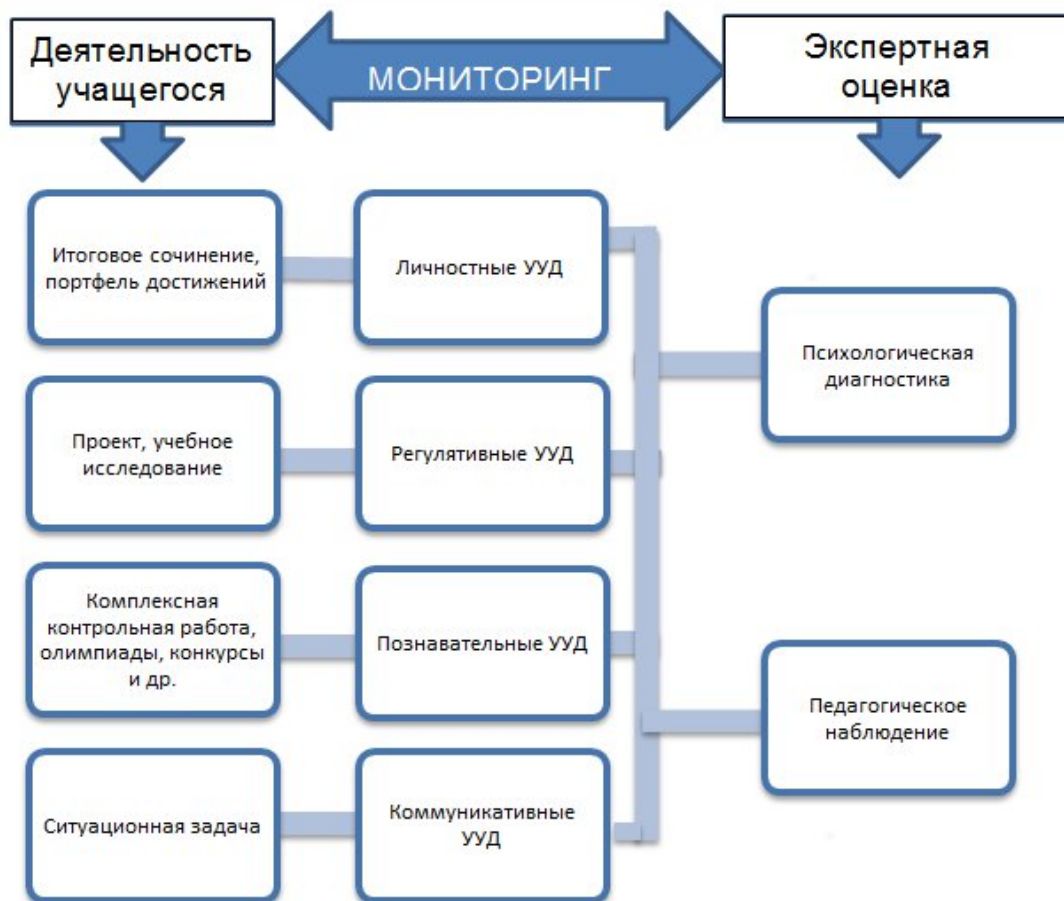 Деятельность
учащегося
МОНИТОРИНГ
Экспертная
оценка
Итоговое сочинение,
портфель достижений
Личностные УУД
Психологическая
диагностика
Проект, учебное
исследование
Регулятивные УУД
Комплексная
контрольная работа,
олимпиады, конкурсы
и др.
Познавательные УУД
Педагогическое
наблюдение
Ситуационная задача
Коммуникативные
УУД